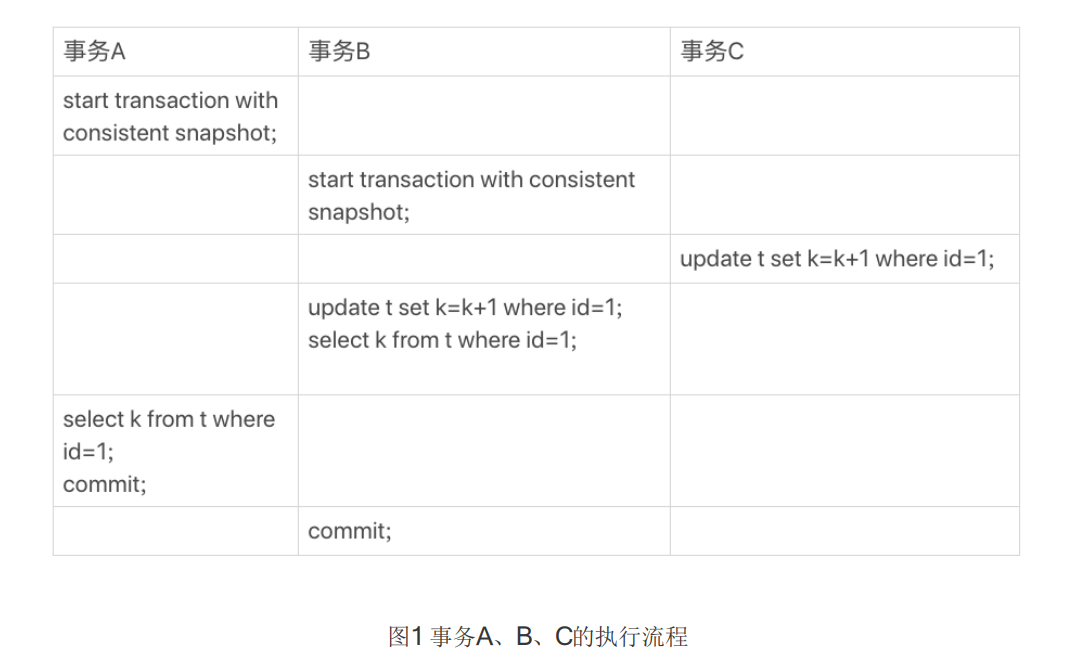 事务A
事务B
事务C
start transaction with
consistent snapshot;
start transaction with consistent
snapshot;
update t set k=k+1 where id=1;
update t set k=k+1 where id=1;
select k from t where id=1;
select k from t where
id=1;
commit;
commit;
图1 事务A、B、C的执行流程